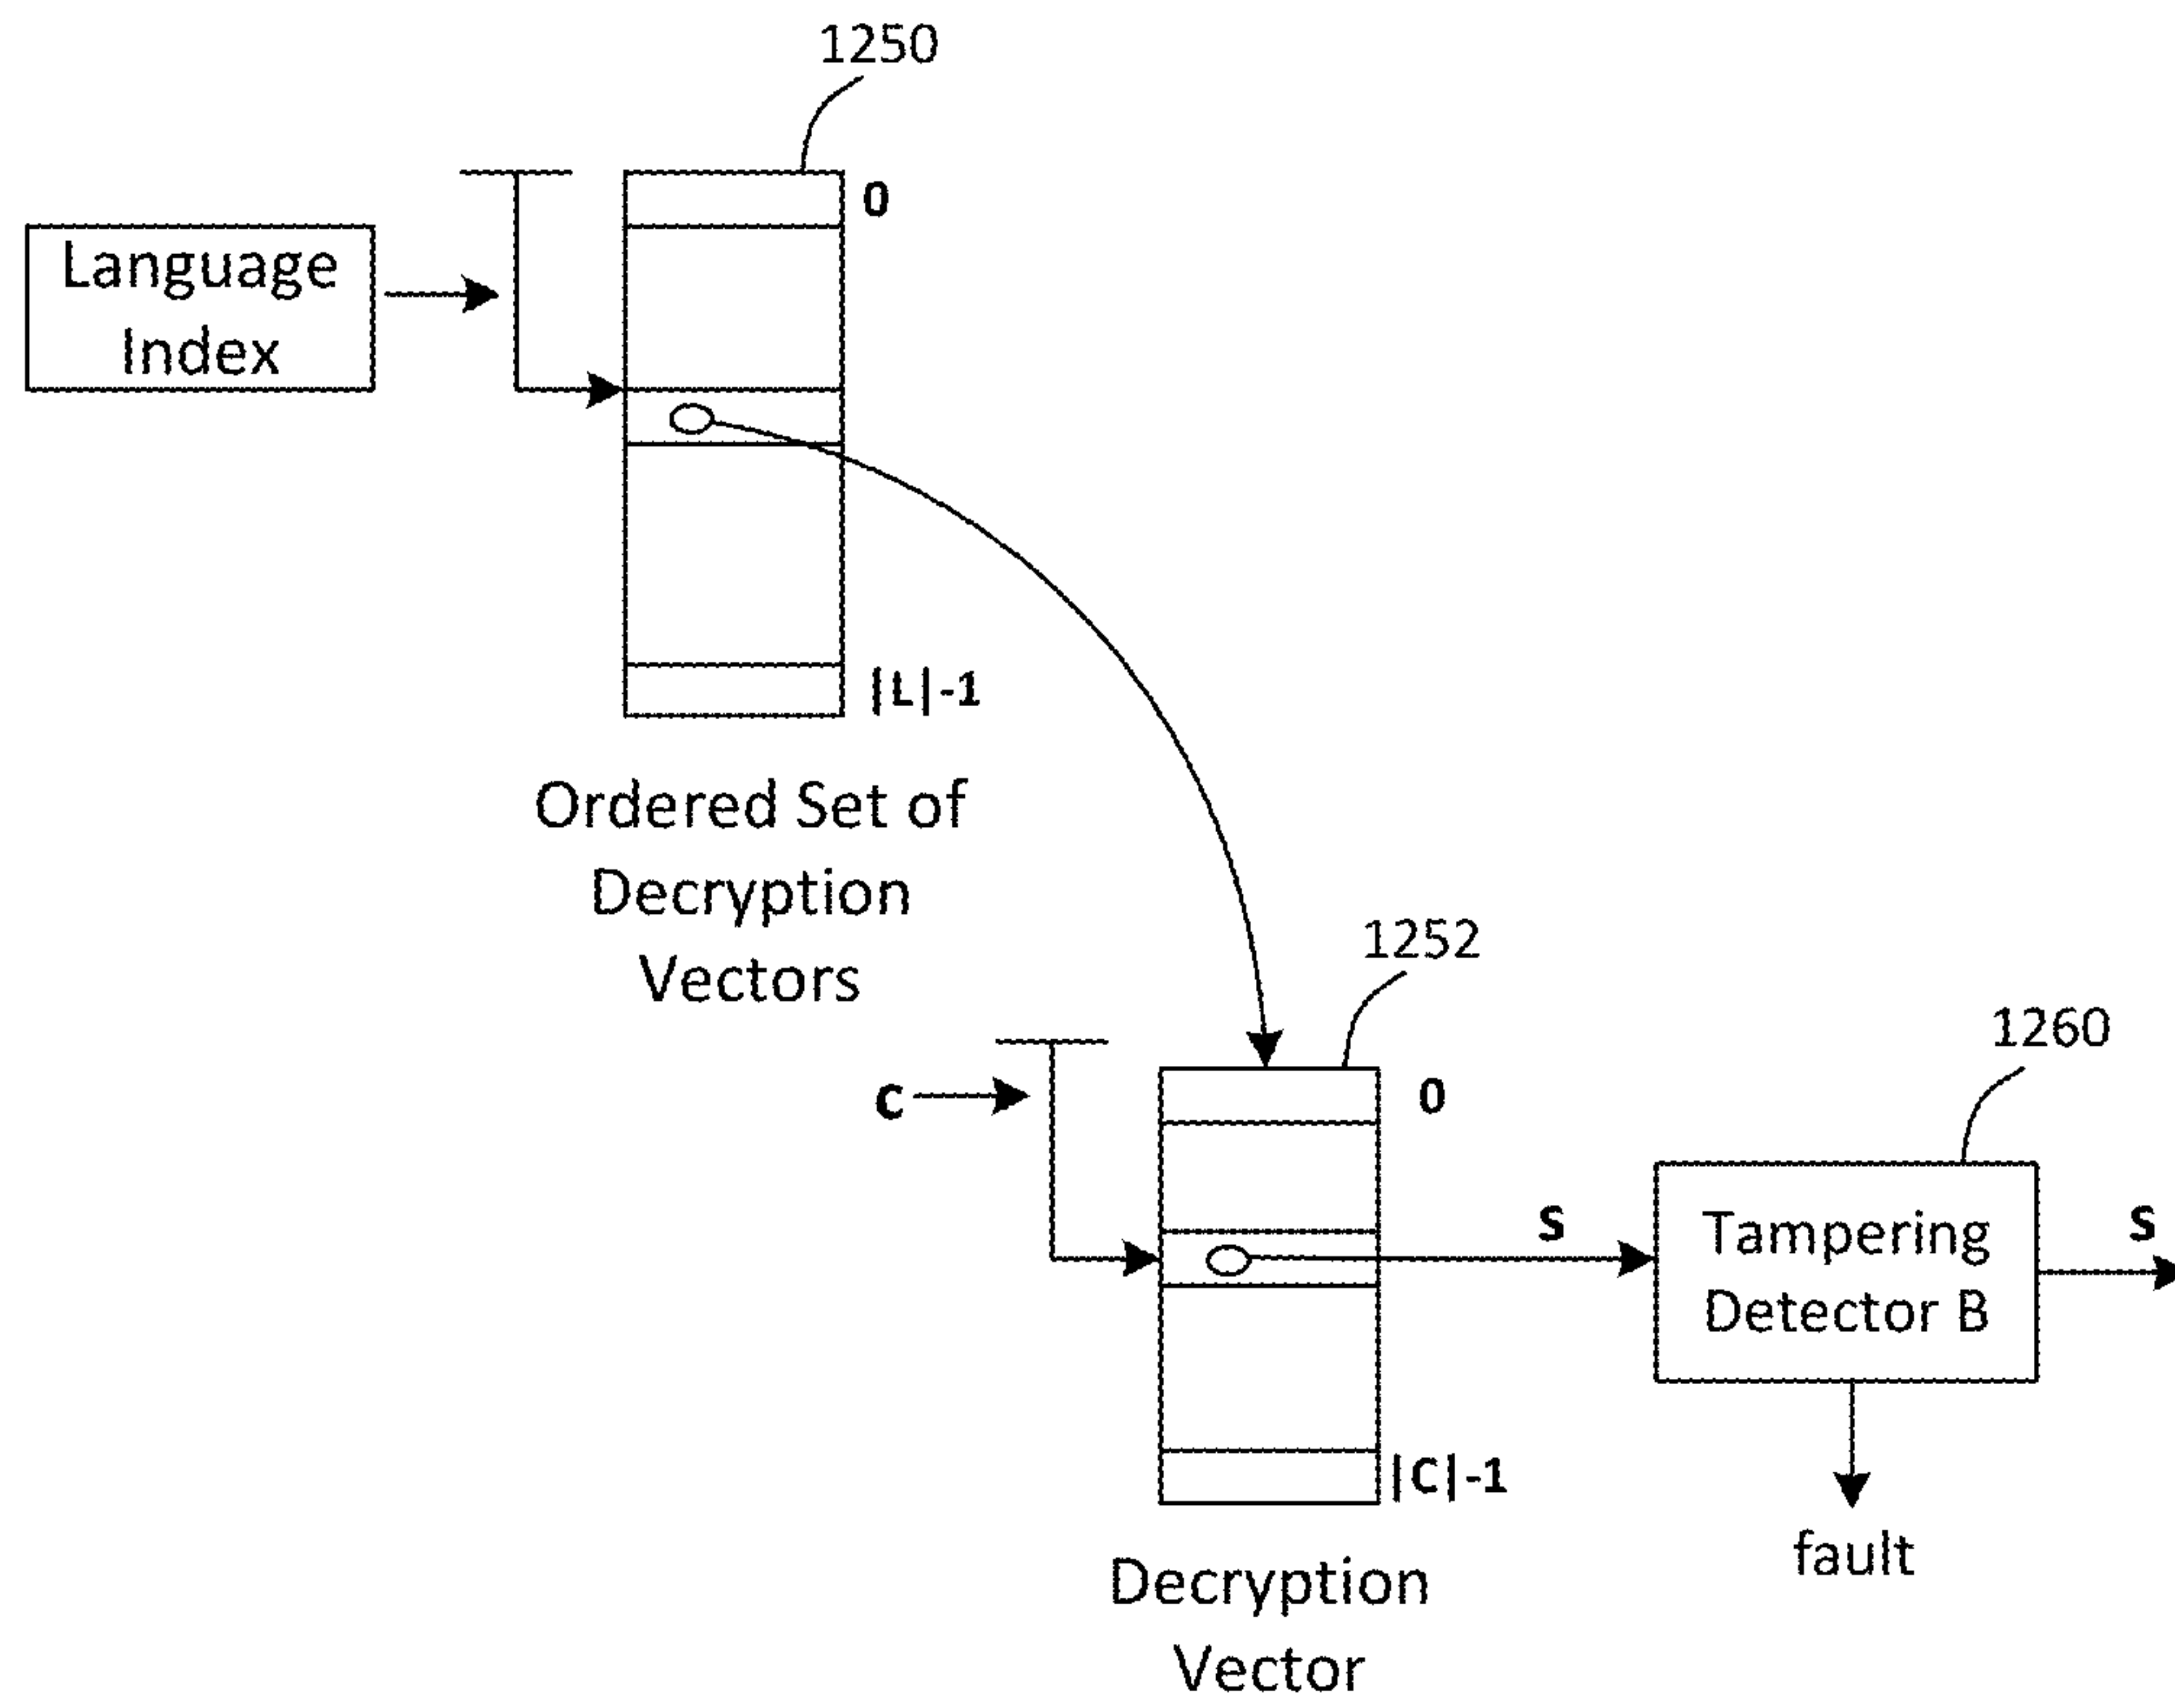 1250
0
Language
Index
|L|-1
Ordered Set of
Decryption
Vectors
1252
1260
c
0
S
Tampering
Detector B
S
|C|-1
fault
Decryption
Vector